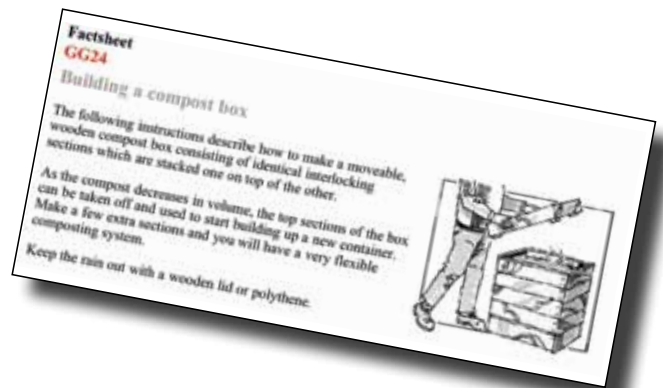 Factsheet
GG24
Building a compost box
The following instructions describe how to make a moveable,
wooden compost box consisting of identical interlocking
sections which are stacked one on top of the other.
As the compost decreases in volume, the top sections of the box
can be taken off and used to start building up a new container.
Make a few extra sections and you will have a very flexible
composting system.
Keep the rain out with a wooden lid or polythene.